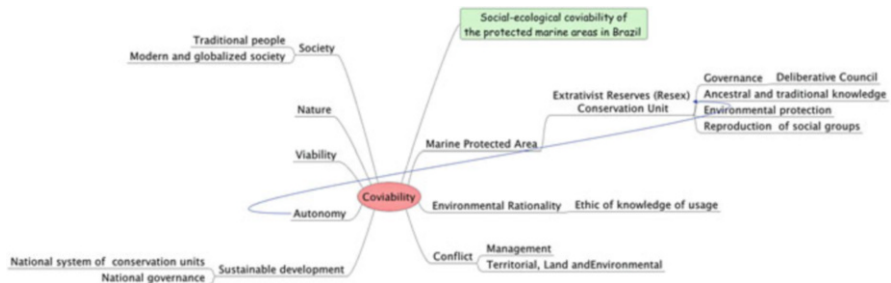 Social-ecological coviability of
the protected marine areas in Brazil
Traditional people
Modern and globalized society
Society
Nature
Viability
Autonomy
National system of conservation units
National governance
Sustainable development
Coviability
Marine Protected Area
Extrativist Reserves (Resex)
Conservation Unit
Governance
Deliberative Council
Ancestral and traditional knowledge
Environmental protection
Reproduction of social groups
Environmental Rationality
Ethic of knowledge of usage
Conflict
Management
Territorial, Land andEnvironmental